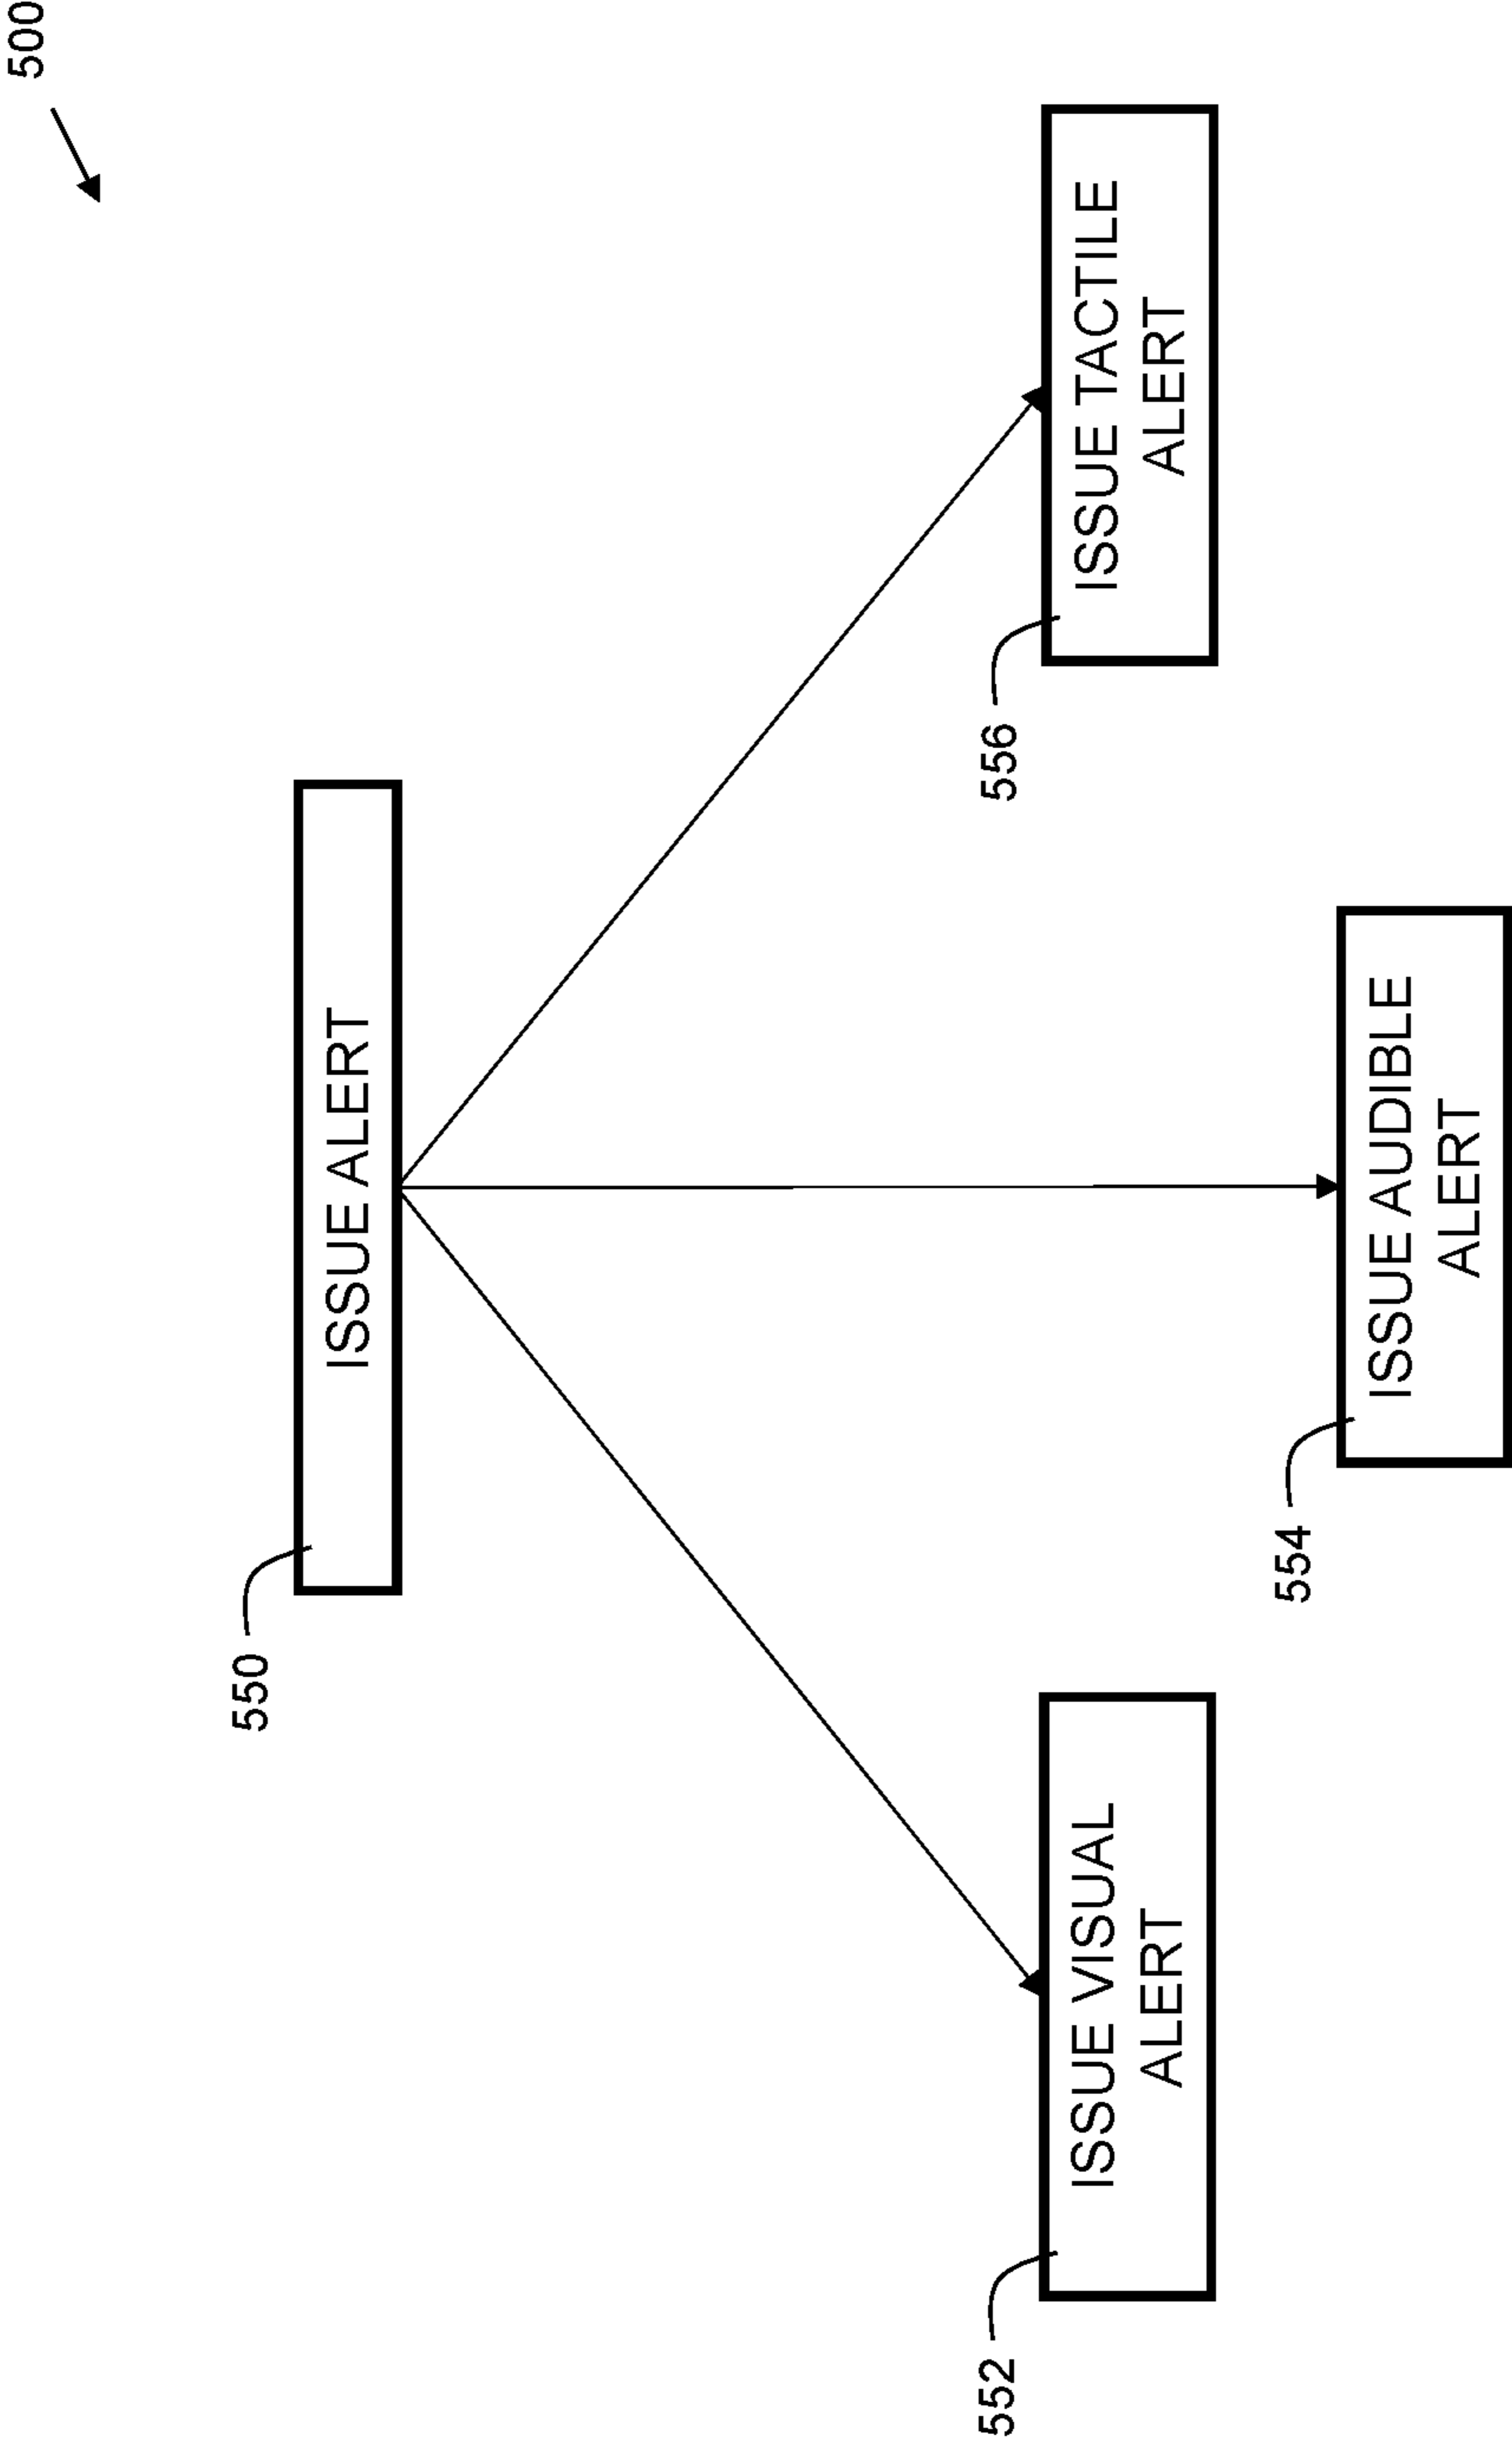 500
550
ISSUE ALERT
552
ISSUE VISUAL
ALERT
556
ISSUE TACTILE
ALERT
554
ISSUE AUDIBLE
ALERT